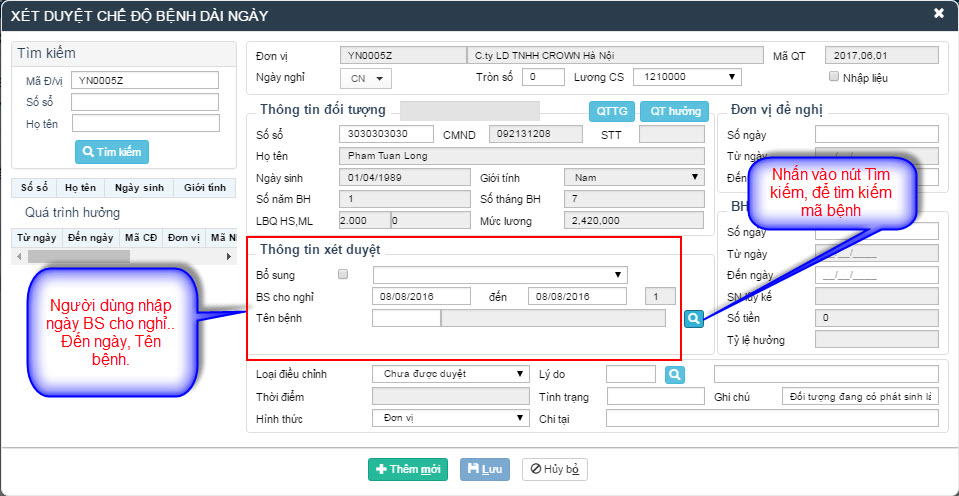 XÉT DUYỆT CHẾ ĐỘ BỆNH DÀI NGÀY
Tìm kiếm
Mã Đ/vị YN0005Z
Số sổ
Họ tên
Tìm kiếm
Số sổ Họ tên Ngày sinh Giới tính
Quá trình hưởng
Từ ngày Đến ngày Mã CĐ Đơn vị Mã N
Người dùng nhập
ngày BS cho nghỉ..
Đến ngày, Tên
bệnh.
Đơn vị YN0005Z C.ty LD TNHH CROWN Hà Nội Mã QT 2017,06,01
Ngày nghỉ CN Tròn số 0 Lương CS 1210000 Nhập liệu
Thông tin đối tượng QTTG QT hưởng
Số sổ 3030303030 CMND 092131208 STT
Họ tên Pham Tuan Long
Ngày sinh 01/04/1989 Giới tính Nam
Số năm BH 1 Số tháng BH 7
LBQ HS,ML 2.000 0 Mức lương 2,420,000
Đơn vị đề nghị
Số ngày
Từ ngày
Đến
Nhấn vào nút Tìm
kiếm, để tìm kiếm
mã bệnh
BH
Số ngày
Từ ngày
Đến ngày __/__/____
SN lũy kế
Số tiền 0
Tỷ lệ hưởng
Thông tin xét duyệt
Bổ sung
BS cho nghỉ 08/08/2016 đến 08/08/2016 1
Tên bệnh
Loại điều chỉnh Chưa được duyệt Lý do
Thời điểm Tình trạng Ghi chú Đối tượng đang có phát sinh lá
Hình thức Đơn vị Chi tại
Thêm mới Lưu Hủy bỏ